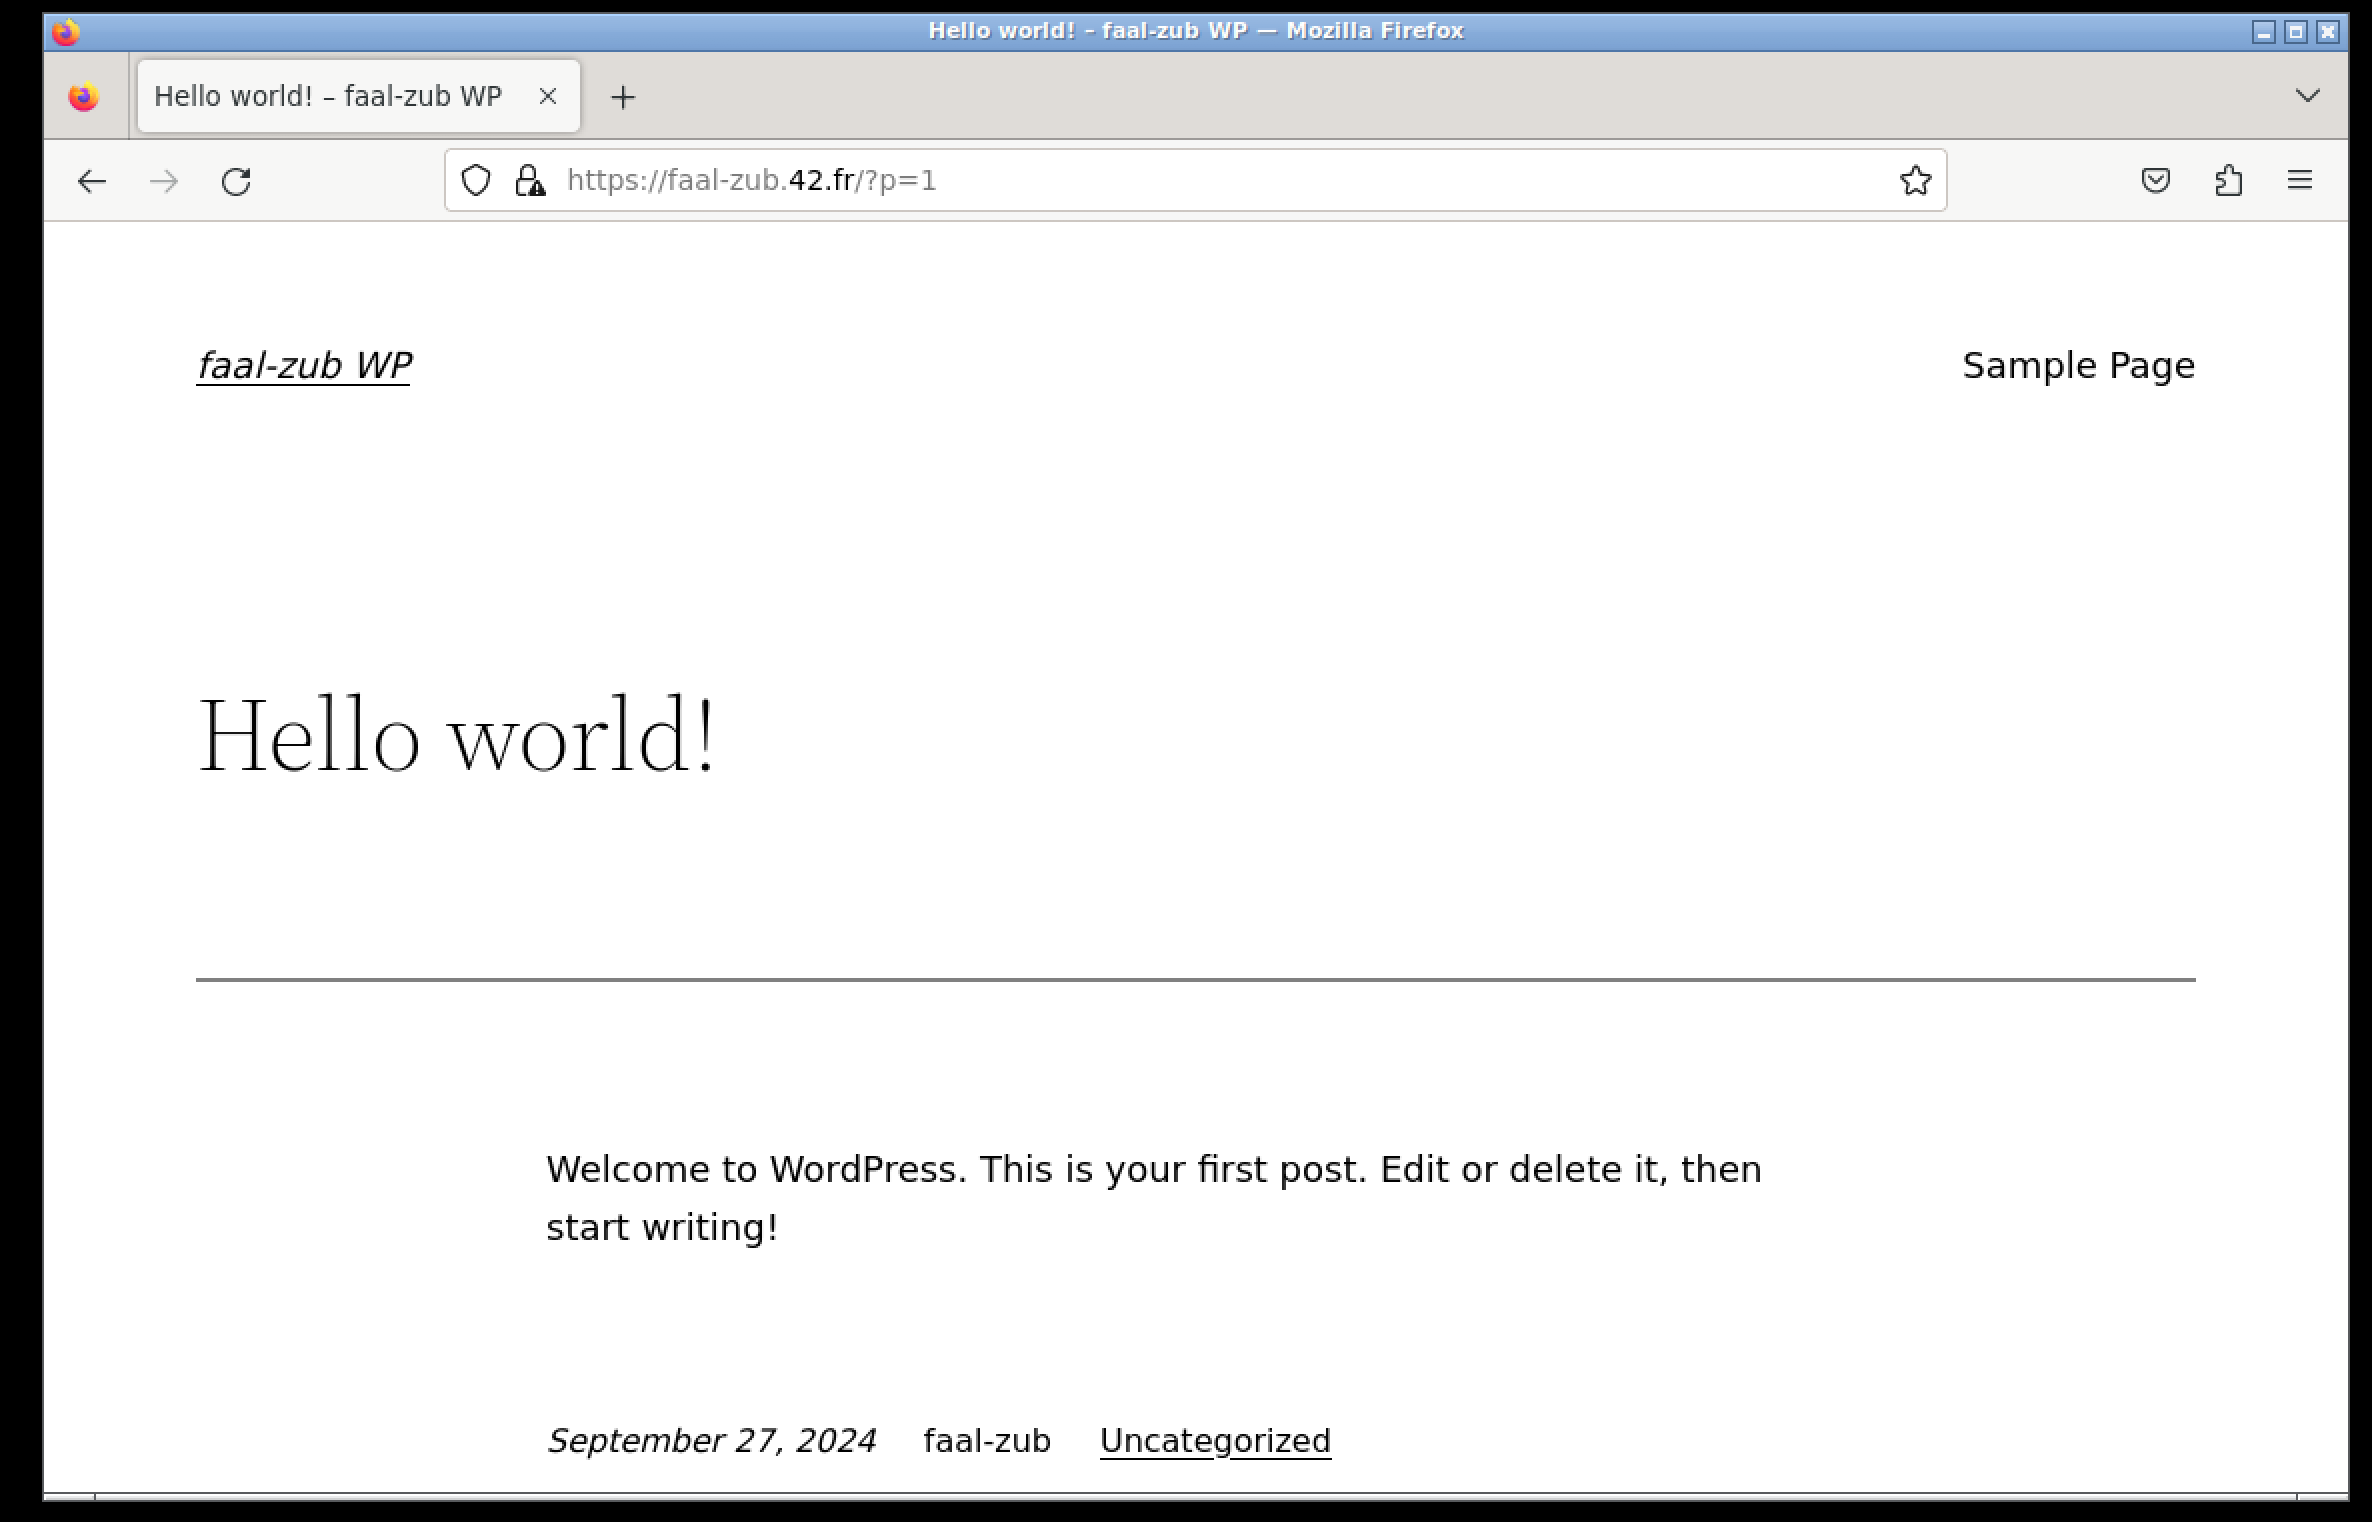 Hello world! – faal-zub WP — Mozilla Firefox
Hello world! – faal-zub WP
https://faal-zub.42.fr/?p=1
faal-zub WP
Sample Page
Hello world!
Welcome to WordPress. This is your first post. Edit or delete it, then
start writing!
September 27, 2024 faal-zub Uncategorized